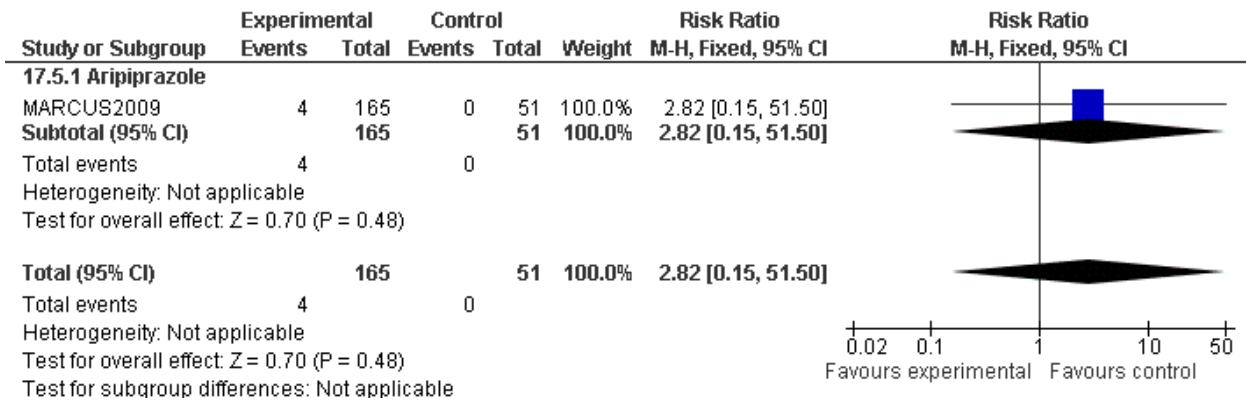 Experimental Control Risk Ratio Risk Ratio
Study or Subgroup Events Total Events Total Weight M-H, Fixed, 95% CI M-H, Fixed, 95% CI
17.5.1 Aripiprazole
MARCUS2009 4 165 0 51 100.0% 2.82 [0.15, 51.50]
Subtotal (95% CI) 165 51 100.0% 2.82 [0.15, 51.50]
Total events 4 0
Heterogeneity: Not applicable
Test for overall effect: Z = 0.70 (P = 0.48)
Total (95% CI) 165 51 100.0% 2.82 [0.15, 51.50]
Total events 4 0
Heterogeneity: Not applicable
Test for overall effect: Z = 0.70 (P = 0.48)
Test for subgroup differences: Not applicable
0.02 0.1 1 10 50
Favours experimental Favours control